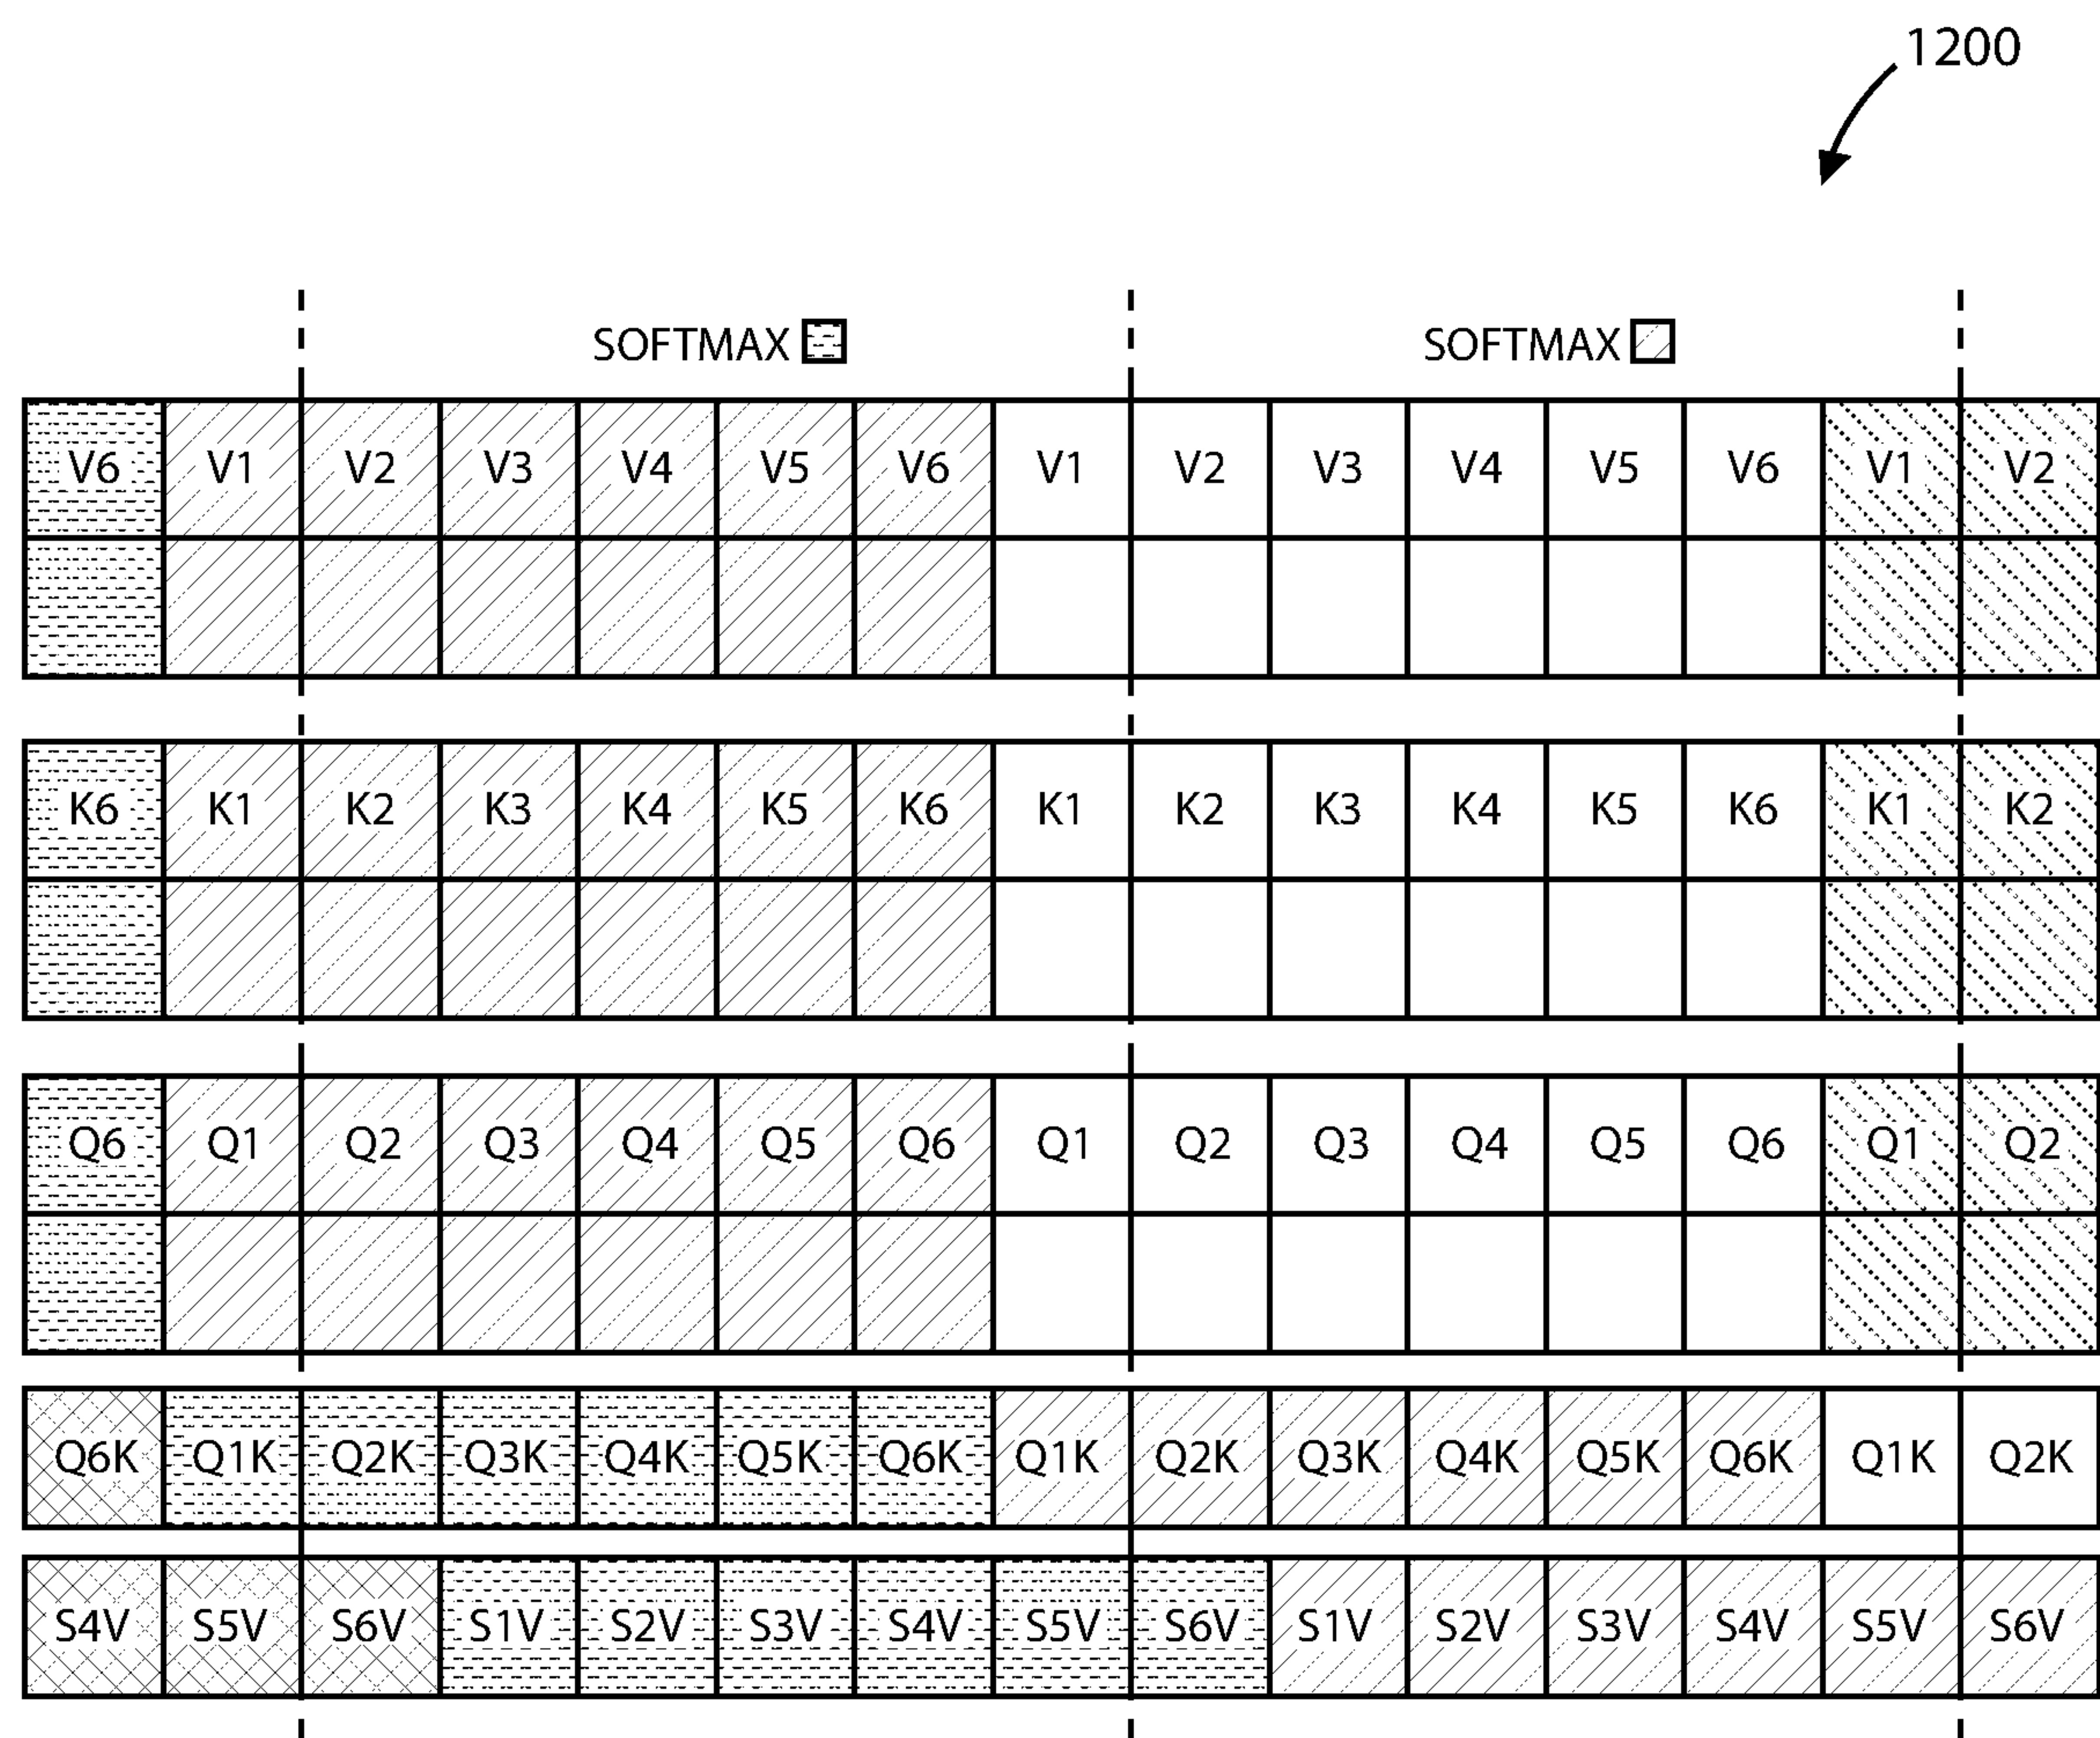 1200
SOFTMAX SOFTMAX
V6 V1 V2 V3 V4 V5 V6 V1 V2 V3 V4 V5 V6 V1 V2
K6 K1 K2 K3 K4 K5 K6 K1 K2 K3 K4 K5 K6 K1 K2
Q6 Q1 Q2 Q3 Q4 Q5 Q6 Q1 Q2 Q3 Q4 Q5 Q6 Q1 Q2
Q6K Q1K Q2K Q3K Q4K Q5K Q6K Q1K Q2K Q3K Q4K Q5K Q6K Q1K Q2K
S4V S5V S6V S1V S2V S3V S4V S5V S6V S1V S2V S3V S4V S5V S6V